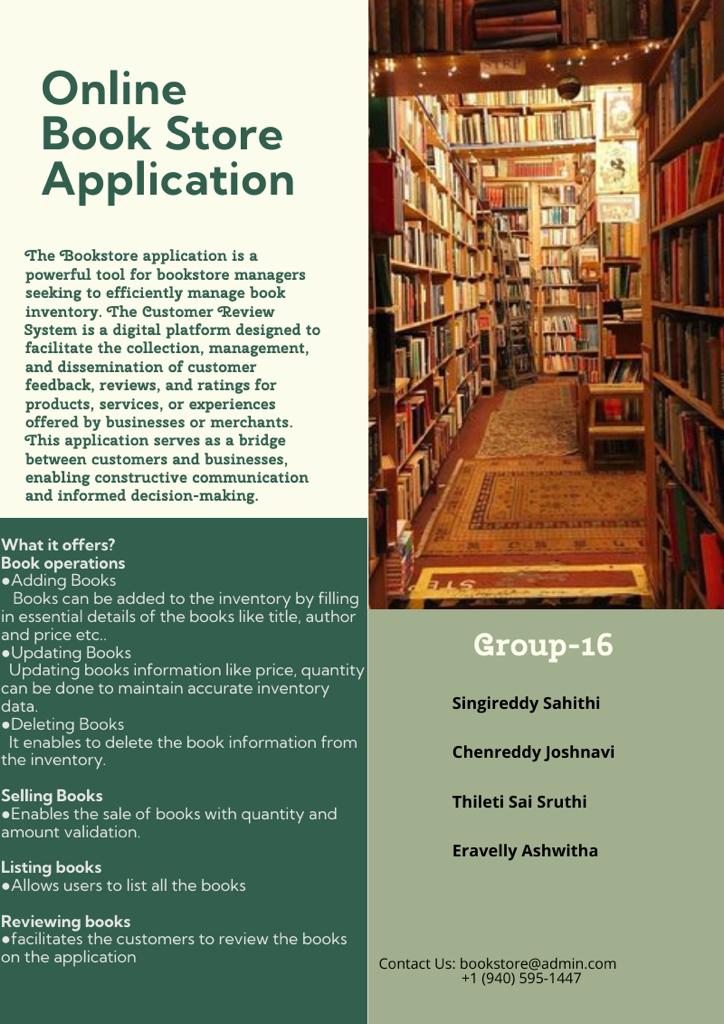 Online
Book Store
Application
The Bookstore application is a
powerful tool for bookstore managers
seeking to efficiently manage book
inventory. The Customer Review
System is a digital platform designed to
facilitate the collection, management,
and dissemination of customer
feedback, reviews, and ratings for
products, services, or experiences
offered by businesses or merchants.
This application serves as a bridge
between customers and businesses,
enabling constructive communication
and informed decision-making.
What it offers?
Book operations
●Adding Books
Books can be added to the inventory by filling
in essential details of the books like title, author
and price etc..
●Updating Books
Updating books information like price, quantity
can be done to maintain accurate inventory
data.
●Deleting Books
It enables to delete the book information from
the inventory.
Selling Books
●Enables the sale of books with quantity and
amount validation.
Listing books
●Allows users to list all the books
Reviewing books
●facilitates the customers to review the books
on the application
Group-16
Singireddy Sahithi
Chenreddy Joshnavi
Thileti Sai Sruthi
Eravelly Ashwitha
Contact Us: bookstore@admin.com
+1 (940) 595-1447